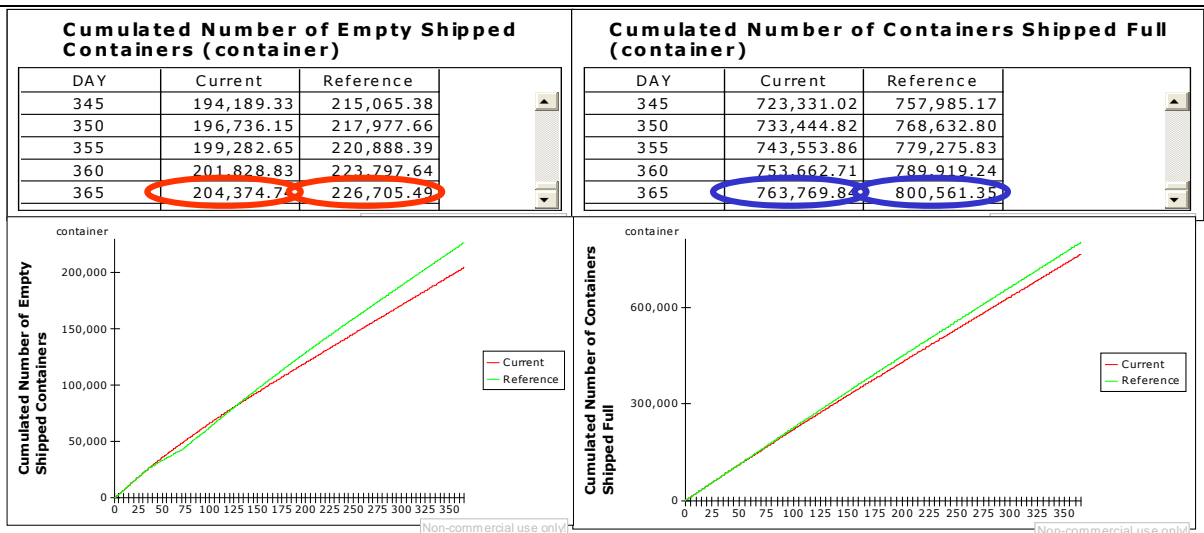 Cumulated Number of Empty Shipped
Containers (container)
DAY Current Reference
345 194,189.33 215,065.38
350 196,736.15 217,977.66
355 199,282.65 220,888.39
360 201,828.83 223,797.64
365 204,374.74 226,705.49
Cumulated Number of Containers Shipped Full
(container)
DAY Current Reference
345 723,331.02 757,985.17
350 733,444.82 768,632.80
355 743,553.86 779,275.83
360 753,662.71 789,919.24
365 763,769.84 800,561.35
container
Cumulated Number of Empty
Shipped Containers
200,000
150,000
100,000
50,000
0
0 25 50 75 100 125 150 175 200 225 250 275 300 325 350
Current
Reference
Non-commercial use only!
container
Cumulated Number of Containers
Shipped Full
600,000
300,000
0
0 25 50 75 100 125 150 175 200 225 250 275 300 325 350
Current
Reference
Non-commercial use only!